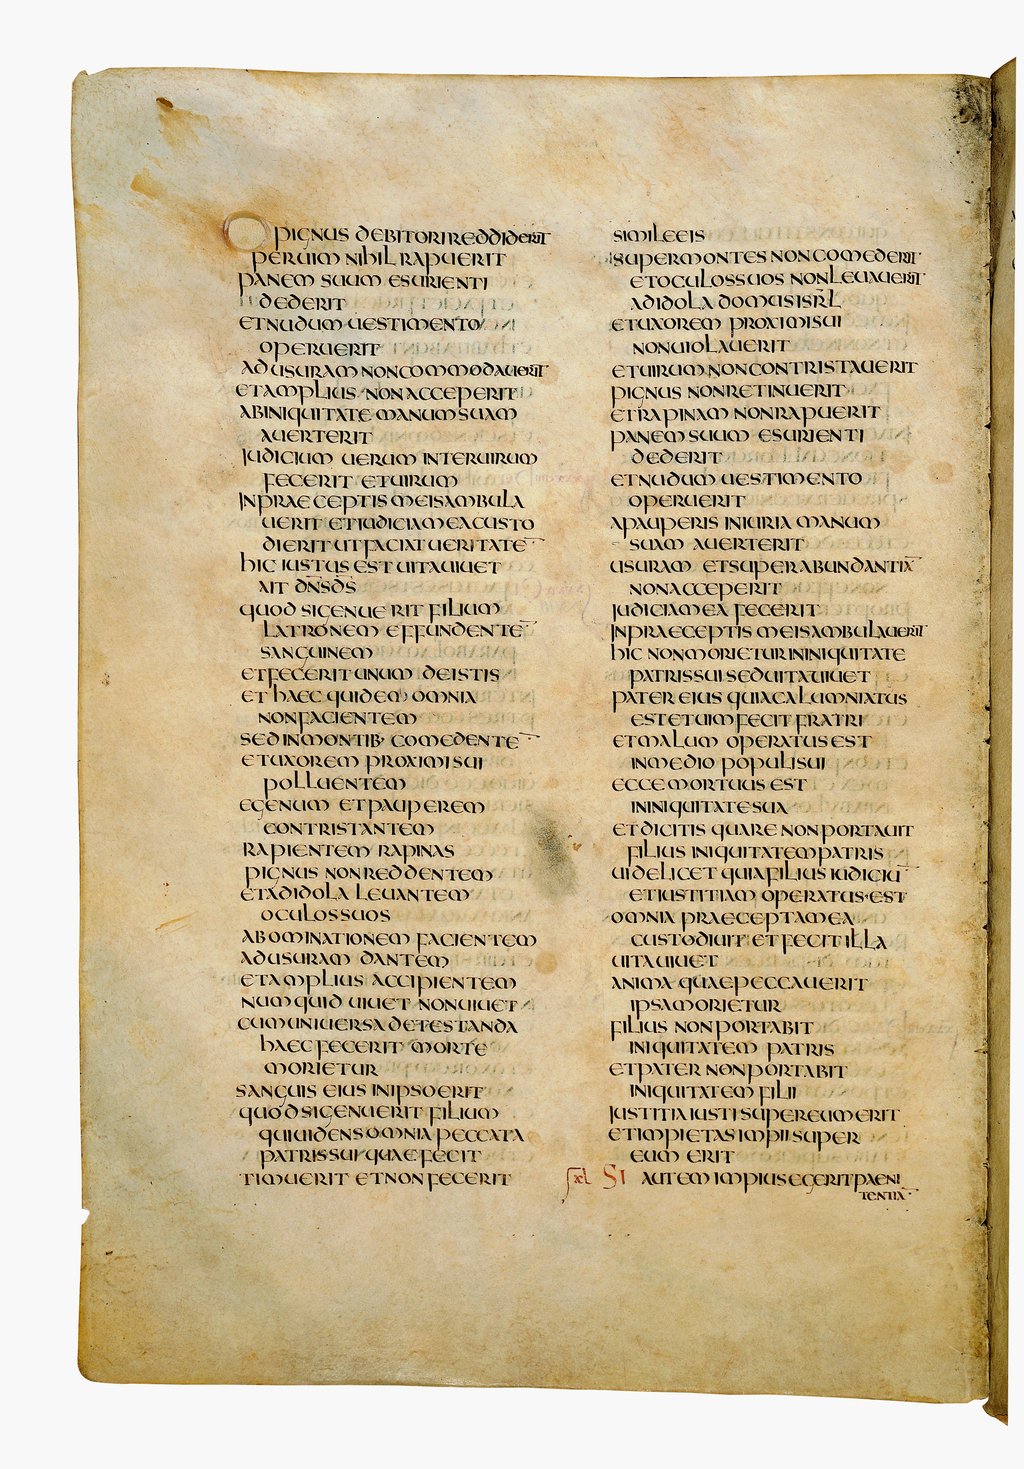 PIGNUS DEBITORI REDDIDERIT
PERUIM NIHIL RAPUERIT
PANEM SUUM ESURIENTI
DEDERIT
ET NUDUM UESTIMENTO
OPERUERIT
AD USURAM NON COMMODAUERIT
ET AMPLIUS NON ACCEPERIT
AB INIQUITATE MANUM SUAM
AUERTERIT
IUDICIUM UERUM INTER UIRUM
FECERIT ET UIRUM
IN PRAECEPTIS MEIS AMBULA
UERIT ET IUDICIA MEA CUSTO
DIERIT UT FACIAT UERITATE¯
HIC IUSTUS EST UITA UIUET
AIT DN̄S D̄S
QUOD SI GENUERIT FILIUM
LATRONEM EFFUNDENTE¯
SANGUINEM
ET FECERIT UNUM DE ISTIS
ET HAEC QUIDEM OMNIA
NON FACIENTEM
SED IN MONTIB· COMEDENTE¯
ET UXOREM PROXIMI SUI
POLLUENTEM
EGENUM ET PAUPEREM
CONTRISTANTEM
RAPIENTEM RAPINAS
PIGNUS NON REDDENTEM
ET AD IDOLA LEUANTEM
OCULOS SUOS
ABOMINATIONEM FACIENTEM
AD USURAM DANTEM
ET AMPLIUS ACCIPIENTEM
NUMQUID UIUET NON UIUET
CUM UNIUERSA DETESTANDA
HAEC FECERIT MORTE
MORIETUR
SANGUIS EIUS IN IPSO ERIT
QUOD SI GENUERIT FILIUM
QUI UIDENS OMNIA PECCATA
PATRIS SUI QUAE FECIT
TIMUERIT ET NON FECERIT
SIMILE EIS
SUPER MONTES NON COMEDERIT
ET OCULOS SUOS NON LEUAUERIT
AD IDOLA DOMUS ISRL̄
ET UXOREM PROXIMI SUI
NON UIOLAUERIT
ET UIRUM NON CONTRISTAUERIT
PIGNUS NON RETINUERIT
ET RAPINAM NON RAPUERIT
PANEM SUUM ESURIENTI
DEDERIT
ET NUDUM UESTIMENTO
OPERUERIT
A PAUPERIS INIURIA MANUM
SUAM AUERTERIT
USURAM ET SUPERABUNDANTIA¯
NON ACCEPERIT
IUDICIA MEA FECERIT
IN PRAECEPTIS MEIS AMBULAUERIT
HIC NON MORIETUR IN INIQUITATE
PATRIS SUI SED UITA UIUET
PATER EIUS QUIA CALUMNIATUS
EST ET UIM FECIT FRATRI
ET MALUM OPERATUS EST
IN MEDIO POPULI SUI
ECCE MORTUUS EST
IN INIQUITATE SUA
ET DICITIS QUARE NON PORTAUIT
FILIUS INIQUITATEM PATRIS
UIDELICET QUIA FILIUS IUDICIU¯
ET IUSTITIAM OPERATUS EST
OMNIA PRAECEPTA MEA
CUSTODIUIT ET FECIT ILLA
UITA UIUET
ANIMA QUAE PECCAUERIT
IPSA MORIETUR
FILIUS NON PORTABIT
INIQUITATEM PATRIS
ET PATER NON PORTABIT
INIQUITATEM FILII
IUSTITIA IUSTI SUPER EUM ERIT
ET IMPIETAS IMPII SUPER
EUM ERIT
SI AUTEM IMPIUS EGERIT PAENI
TENTIA¯